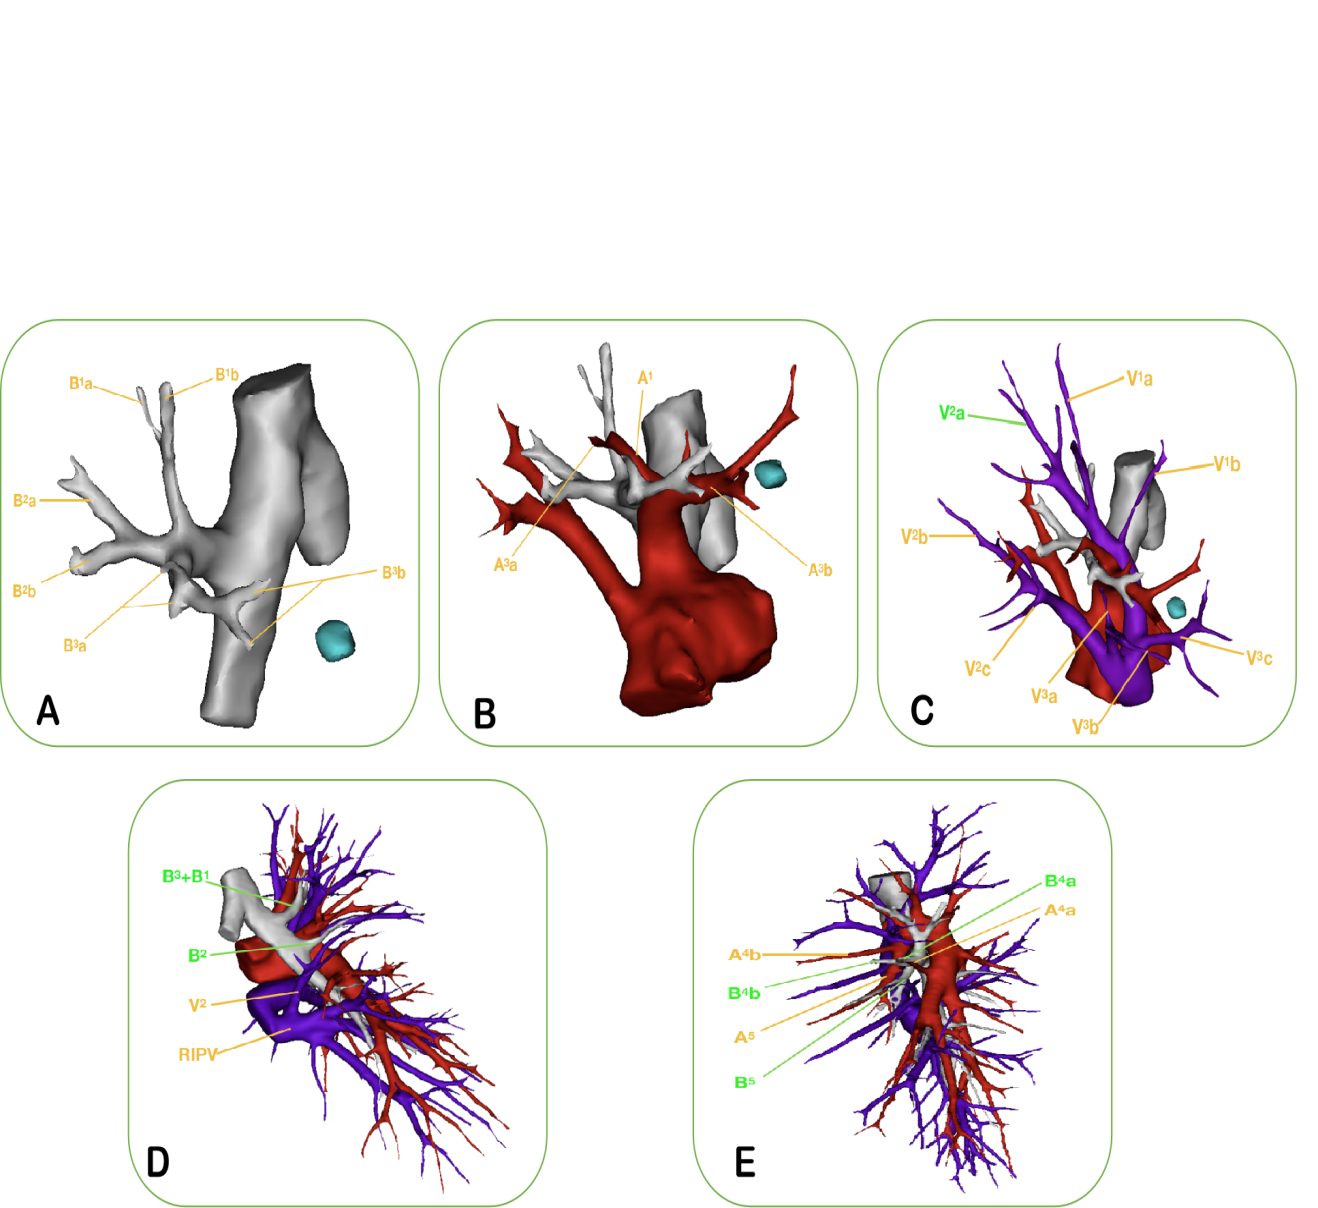 B¹a
B¹b
B²a
B²b
B³a
B³b
A
A¹
A³a
A³b
B
V¹a
V²a
V¹b
V²b
V²c
V³a
V³b
V³c
C
B³+B¹
B²
V²
RIPV
D
B⁴a
A⁴a
A⁴b
B⁴b
A⁵
B⁵
E